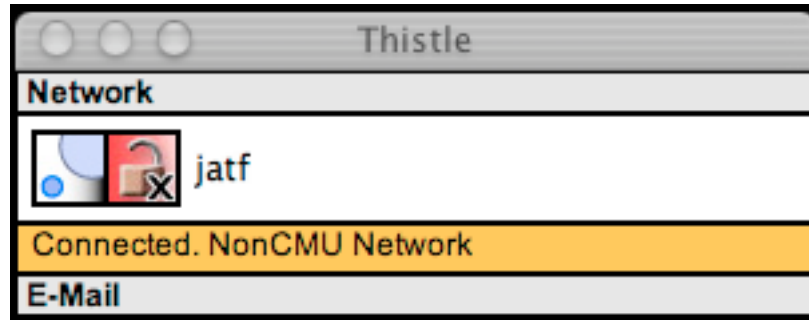 Thistle
Network
jatf
Connected. NonCMU Network
E-Mail